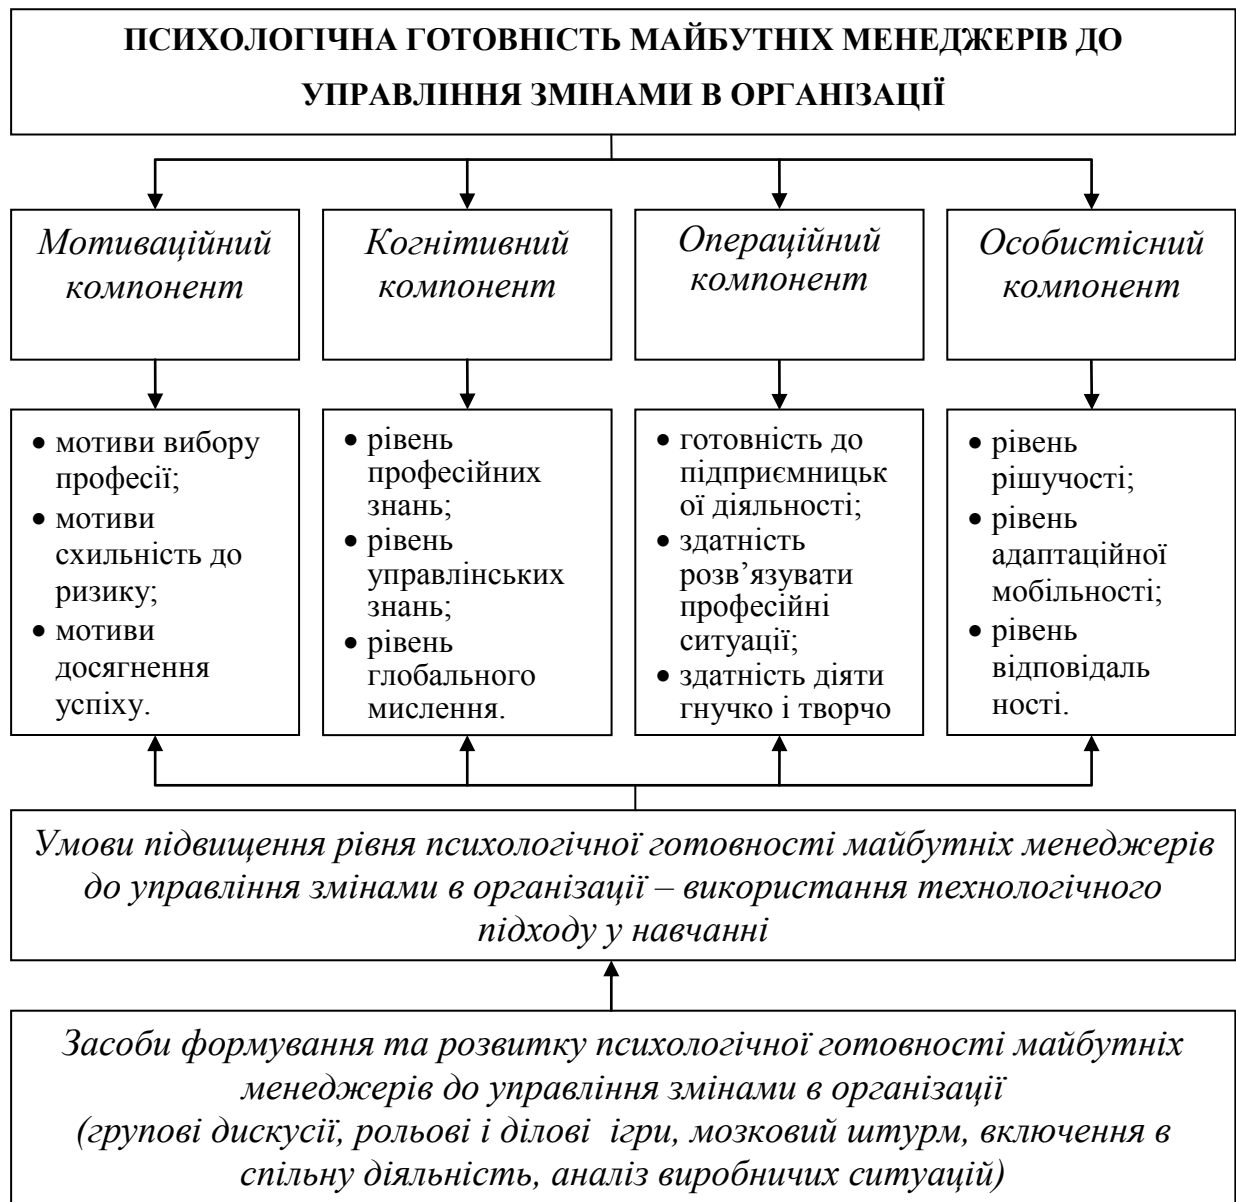 ПСИХОЛОГІЧНА ГОТОВНІСТЬ МАЙБУТНІХ МЕНЕДЖЕРІВ ДО
УПРАВЛІННЯ ЗМІНАМИ В ОРГАНІЗАЦІЇ
Мотиваційний
компонент
Когнітивний
компонент
Операційний
компонент
Особистісний
компонент
• мотиви вибору
професії;
• мотиви
схильність до
ризику;
• мотиви
досягнення
успіху.
• рівень
професійних
знань;
• рівень
управлінських
знань;
• рівень
глобального
мислення.
• готовність до
підприємницьк
ої діяльності;
• здатність
розв’язувати
професійні
ситуації;
• здатність діяти
гнучко і творчо
• рівень
рішучості;
• рівень
адаптаційної
мобільності;
• рівень
відповідаль
ності.
Умови підвищення рівня психологічної готовності майбутніх менеджерів
до управління змінами в організації – використання технологічного
підходу у навчанні
Засоби формування та розвитку психологічної готовності майбутніх
менеджерів до управління змінами в організації
(групові дискусії, рольові і ділові ігри, мозковий штурм, включення в
спільну діяльність, аналіз виробничих ситуацій)